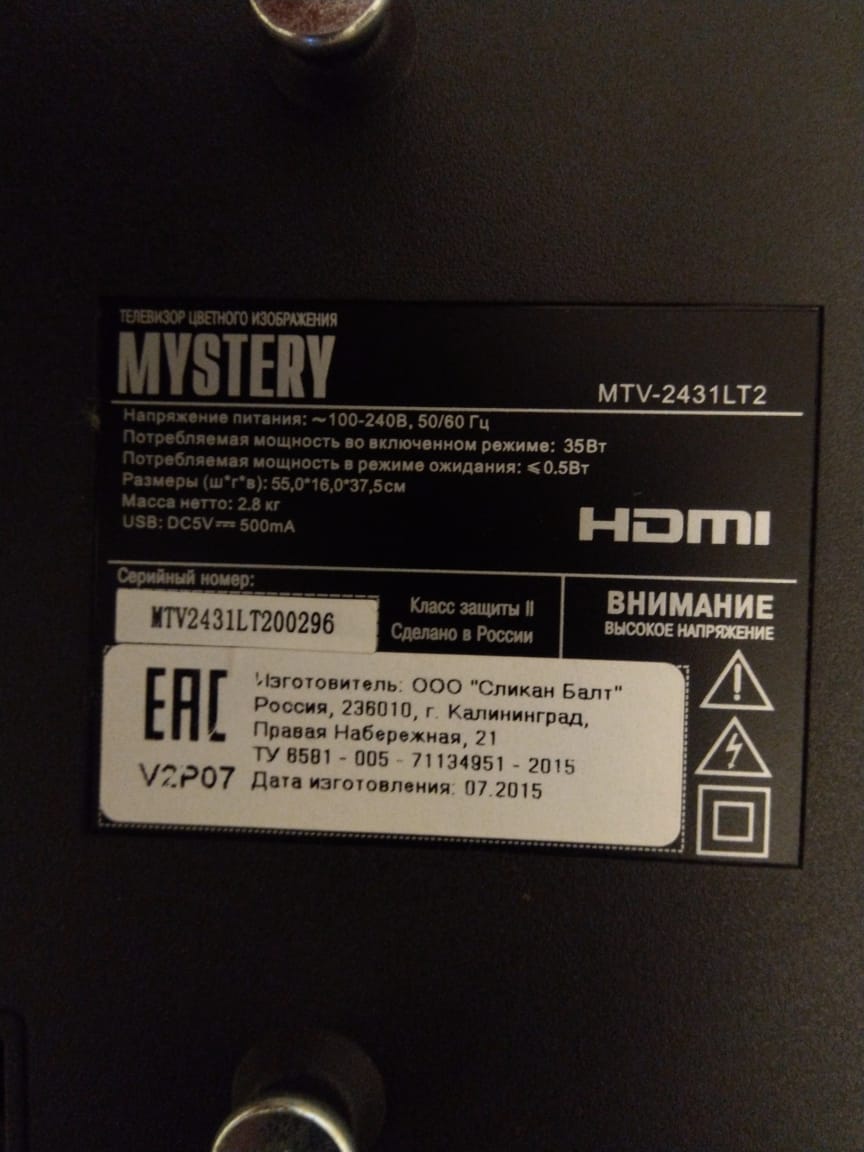 ТЕЛЕВИЗОР ЦВЕТНОГО ИЗОБРАЖЕНИЯ
MYSTERY
MTV-2431LT2
Напряжение питания: ~100-240В, 50/60 Гц
Потребляемая мощность во включенном режиме: 35Вт
Потребляемая мощность в режиме ожидания: ⩽0.5Вт
Размеры (ш*г*в): 55,0*16,0*37,5см
Масса нетто: 2.8 кг
USB: DC5V⎓ 500mA
HDMI
Серийный номер:
MTV2431LT200296
Класс защиты II
Сделано в России
ВНИМАНИЕ
ВЫСОКОЕ НАПРЯЖЕНИЕ
EAC
V2P07
Изготовитель: ООО "Сликан Балт"
Россия, 236010, г. Калининград,
Правая Набережная, 21
ТУ 6581 - 005 - 71134951 - 2015
Дата изготовления: 07.2015